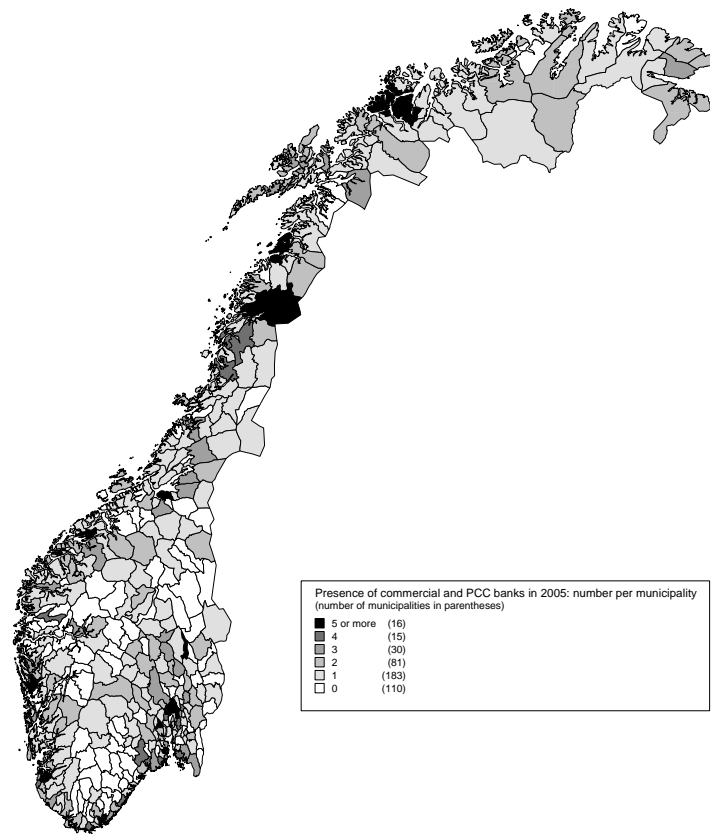 Presence of commercial and PCC banks in 2005: number per municipality
(number of municipalities in parentheses)
5 or more (16)
4 (15)
3 (30)
2 (81)
1 (183)
0 (110)